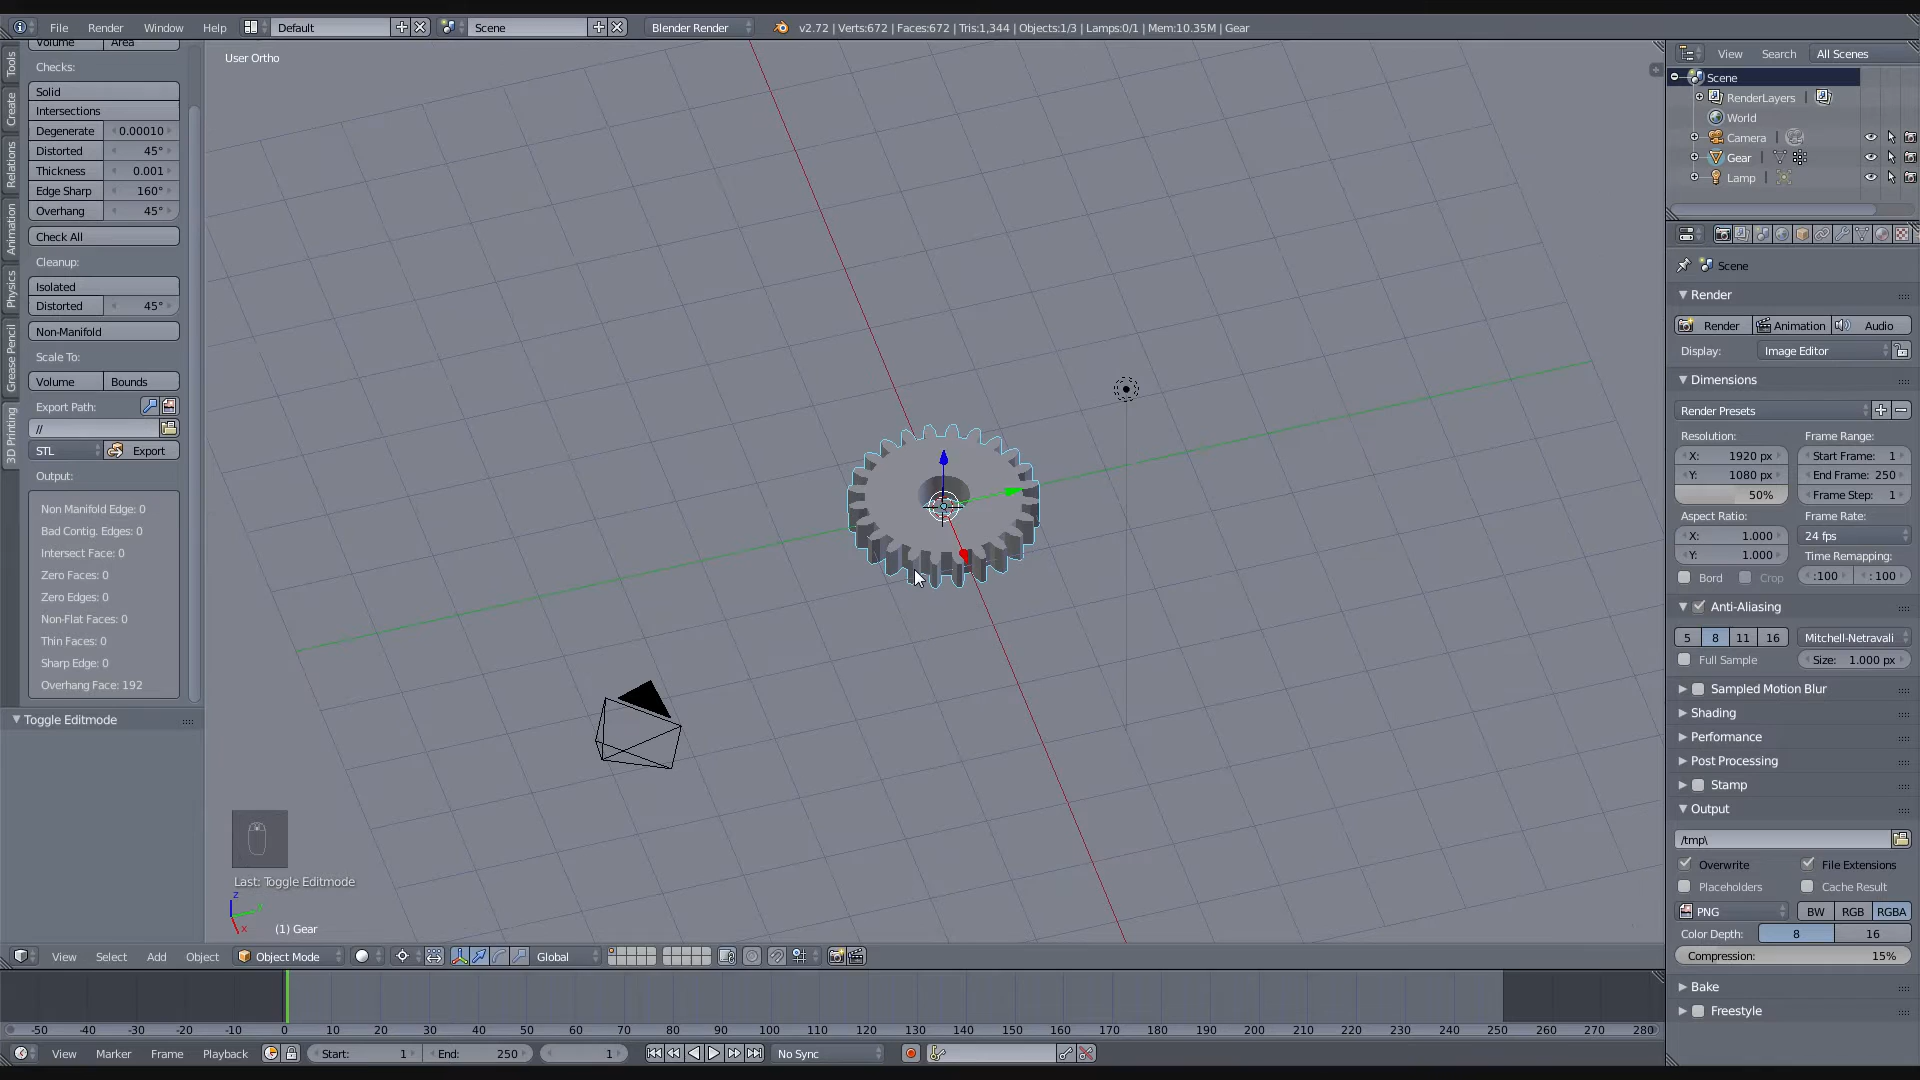 File Render Window Help Default Scene Blender Render v2.72 | Verts:672 | Faces:672 | Tris:1,344 | Objects:1/3 | Lamps:0/1 | Mem:10.35M | Gear
Tools
Create
Relations
Animation
Physics
Grease Pencil
3D Printing
Volume Area
Checks:
Solid
Intersections
Degenerate 0.00010
Distorted 45°
Thickness 0.001
Edge Sharp 160°
Overhang 45°
Check All
Cleanup:
Isolated
Distorted 45°
Non-Manifold
Scale To:
Volume Bounds
Export Path:
//
STL Export
Output:
Non Manifold Edge: 0
Bad Contig. Edges: 0
Intersect Face: 0
Zero Faces: 0
Zero Edges: 0
Non-Flat Faces: 0
Thin Faces: 0
Sharp Edge: 0
Overhang Face: 192
Toggle Editmode
User Ortho
Last: Toggle Editmode
z
x
(1) Gear
View Select Add Object Object Mode Global
-50 -40 -30 -20 -10 0 10 20 30 40 50 60 70 80 90 100 110 120 130 140 150 160 170 180 190 200 210 220 230 240 250 260 270 280
View Marker Frame Playback Start: 1 End: 250 1 No Sync
View Search All Scenes
Scene
RenderLayers
World
Camera
Gear
Lamp
Scene
Render
Render Animation Audio
Display: Image Editor
Dimensions
Render Presets
Resolution: Frame Range:
X: 1920 px Start Frame: 1
Y: 1080 px End Frame: 250
50% Frame Step: 1
Aspect Ratio: Frame Rate:
X: 1.000 24 fps
Y: 1.000 Time Remapping:
Bord Crop :100 :100
Anti-Aliasing
5 8 11 16 Mitchell-Netravali
Full Sample Size: 1.000 px
Sampled Motion Blur
Shading
Performance
Post Processing
Stamp
Output
/tmp\
Overwrite File Extensions
Placeholders Cache Result
PNG BW RGB RGBA
Color Depth: 8 16
Compression: 15%
Bake
Freestyle